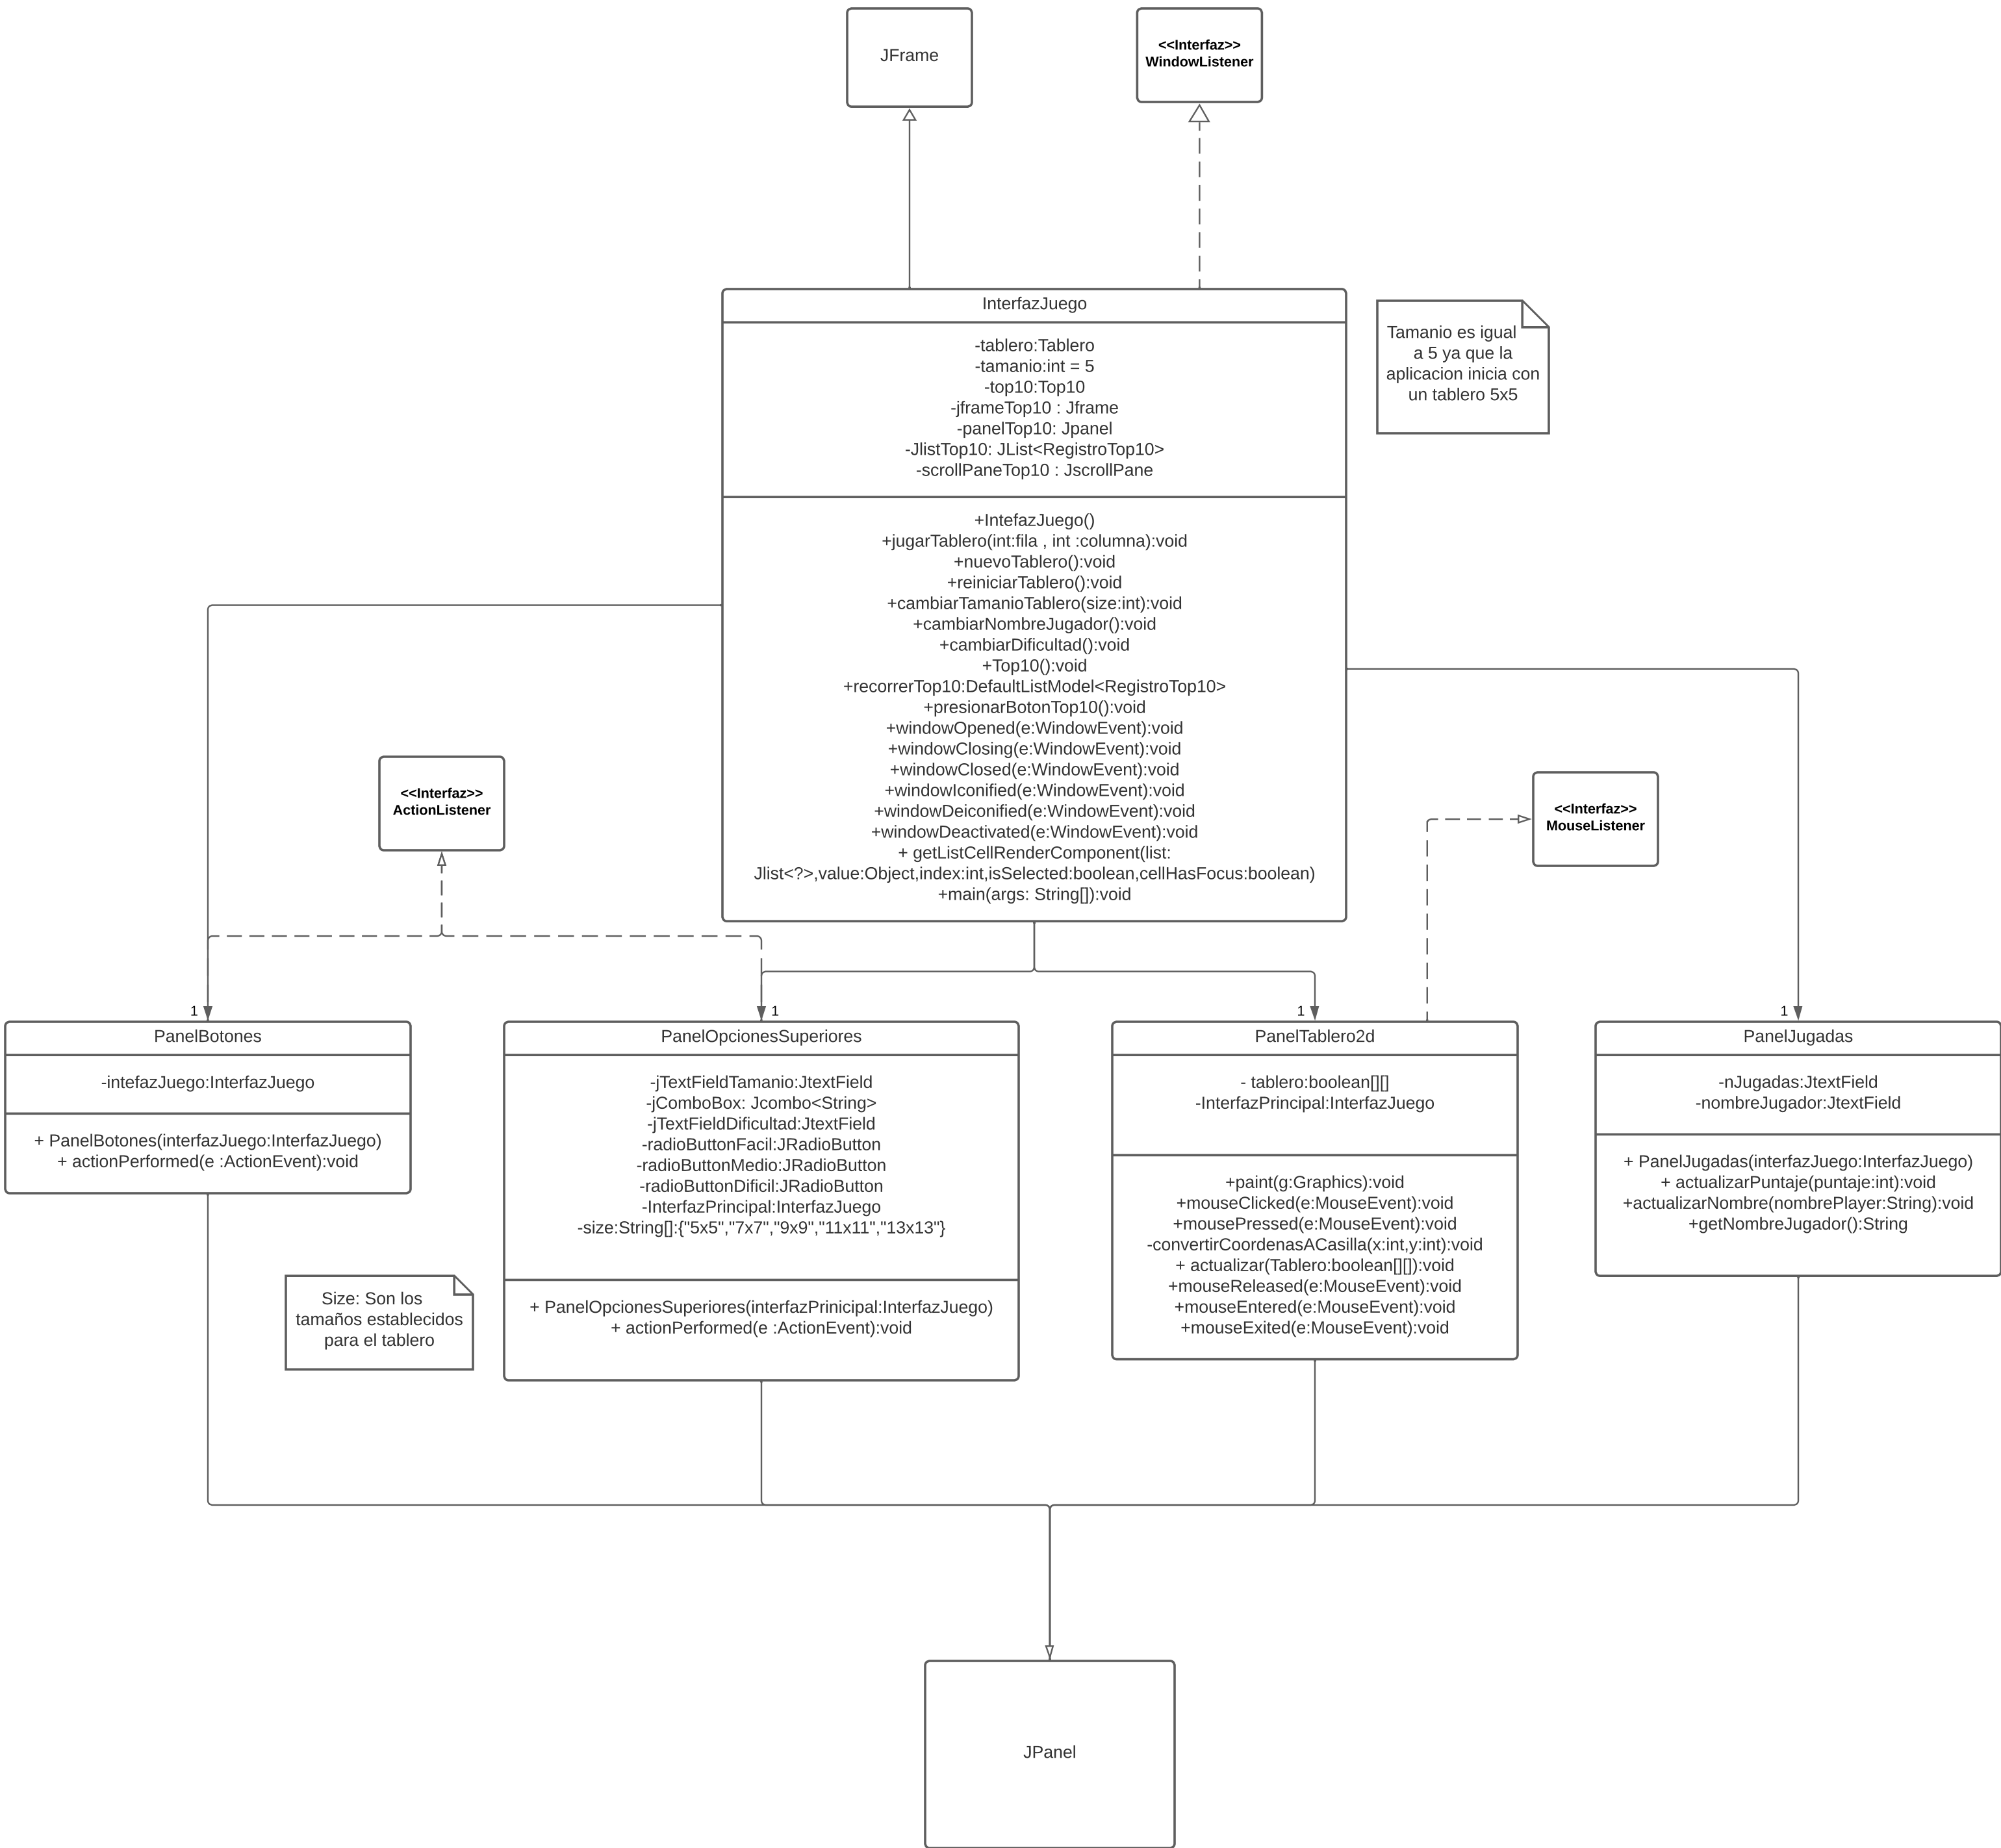 JFrame
<<Interfaz>>
WindowListener
InterfazJuego
-tablero:Tablero
-tamanio:int = 5
-top10:Top10
-jframeTop10 : Jframe
-panelTop10: Jpanel
-JlistTop10: JList<RegistroTop10>
-scrollPaneTop10 : JscrollPane
+IntefazJuego()
+jugarTablero(int:fila , int :columna):void
+nuevoTablero():void
+reiniciarTablero():void
+cambiarTamanioTablero(size:int):void
+cambiarNombreJugador():void
+cambiarDificultad():void
+Top10():void
+recorrerTop10:DefaultListModel<RegistroTop10>
+presionarBotonTop10():void
+windowOpened(e:WindowEvent):void
+windowClosing(e:WindowEvent):void
+windowClosed(e:WindowEvent):void
+windowIconified(e:WindowEvent):void
+windowDeiconified(e:WindowEvent):void
+windowDeactivated(e:WindowEvent):void
+ getListCellRenderComponent(list:
Jlist<?>,value:Object,index:int,isSelected:boolean,cellHasFocus:boolean)
+main(args: String[]):void
Tamanio es igual
a 5 ya que la
aplicacion inicia con
un tablero 5x5
<<Interfaz>>
ActionListener
<<Interfaz>>
MouseListener
1
1
1
1
PanelBotones
-intefazJuego:InterfazJuego
+ PanelBotones(interfazJuego:InterfazJuego)
+ actionPerformed(e :ActionEvent):void
PanelOpcionesSuperiores
-jTextFieldTamanio:JtextField
-jComboBox: Jcombo<String>
-jTextFieldDificultad:JtextField
-radioButtonFacil:JRadioButton
-radioButtonMedio:JRadioButton
-radioButtonDificil:JRadioButton
-InterfazPrincipal:InterfazJuego
-size:String[]:{"5x5","7x7","9x9","11x11","13x13"}
+ PanelOpcionesSuperiores(interfazPrinicipal:InterfazJuego)
+ actionPerformed(e :ActionEvent):void
PanelTablero2d
- tablero:boolean[][]
-InterfazPrincipal:InterfazJuego
+paint(g:Graphics):void
+mouseClicked(e:MouseEvent):void
+mousePressed(e:MouseEvent):void
-convertirCoordenasACasilla(x:int,y:int):void
+ actualizar(Tablero:boolean[][]):void
+mouseReleased(e:MouseEvent):void
+mouseEntered(e:MouseEvent):void
+mouseExited(e:MouseEvent):void
PanelJugadas
-nJugadas:JtextField
-nombreJugador:JtextField
+ PanelJugadas(interfazJuego:InterfazJuego)
+ actualizarPuntaje(puntaje:int):void
+actualizarNombre(nombrePlayer:String):void
+getNombreJugador():String
Size: Son los
tamaños establecidos
para el tablero
JPanel